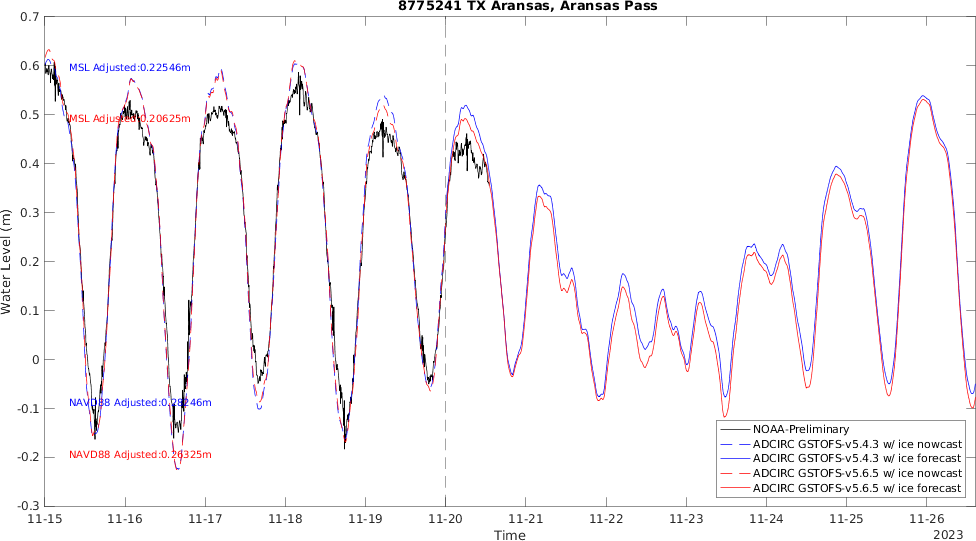 8775241 TX Aransas, Aransas Pass
0.7
0.6
0.5
0.4
0.3
0.2
0.1
0
-0.1
-0.2
-0.3
Water Level (m)
MSL Adjusted:0.22546m
MSL Adjusted:0.20625m
NAVD88 Adjusted:0.28246m
NAVD88 Adjusted:0.26325m
NOAA-Preliminary
ADCIRC GSTOFS-v5.4.3 w/ ice nowcast
ADCIRC GSTOFS-v5.4.3 w/ ice forecast
ADCIRC GSTOFS-v5.6.5 w/ ice nowcast
ADCIRC GSTOFS-v5.6.5 w/ ice forecast
11-15 11-16 11-17 11-18 11-19 11-20 11-21 11-22 11-23 11-24 11-25 11-26
Time
2023